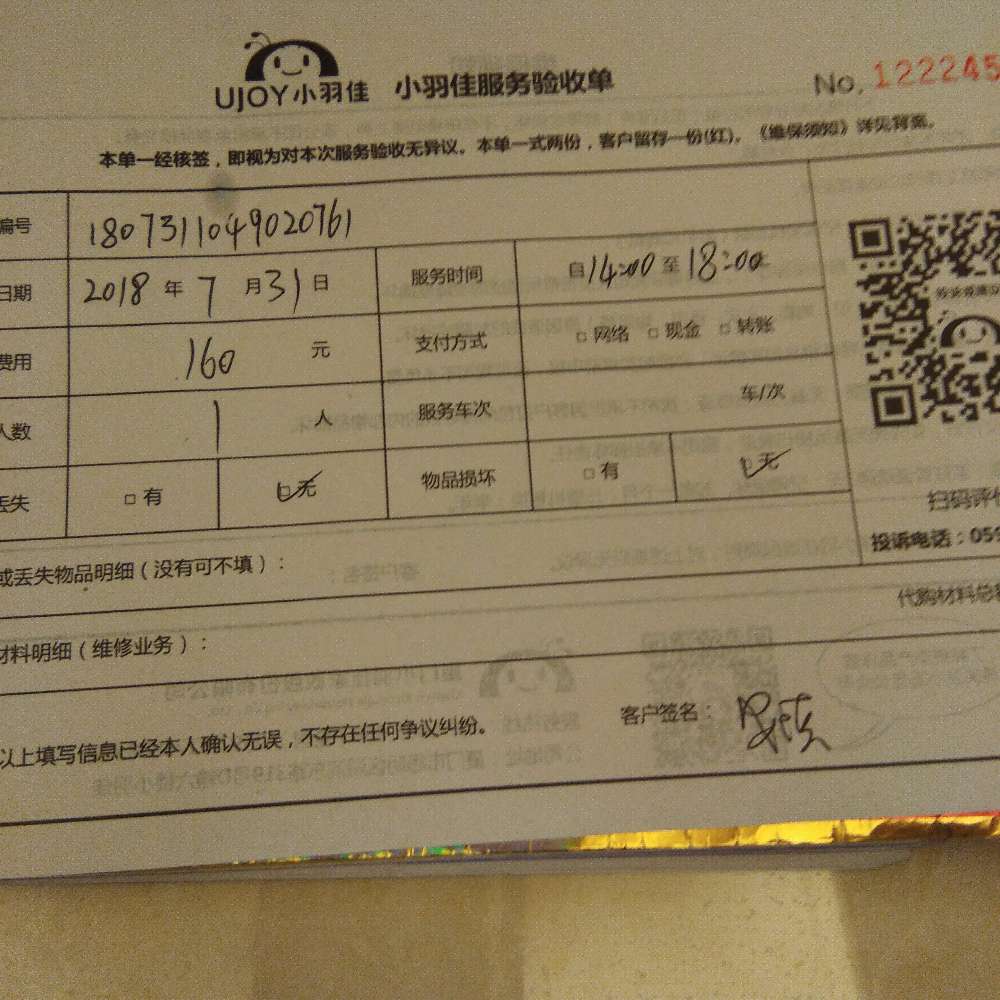 UJOY小羽佳 小羽佳服务验收单 No. 122245
本单一经核签，即视为对本次服务验收无异议。本单一式两份，客户留存一份(红)。《维保须知》详见背案。
编号 1807311049020761
日期 2018 年 7 月 31 日 服务时间 自 14:00 至 18:00
费用 160 元 支付方式 □ 网络 □ 现金 □ 转账
人数 1 人 服务车次 车/次
丢失 □ 有 □ 无 物品损坏 □ 有 □ 无
扫码评价
投诉电话：059
或丢失物品明细（没有可不填）：
代购材料总
材料明细（维修业务）：
以上填写信息已经本人确认无误，不存在任何争议纠纷。 客户签名：